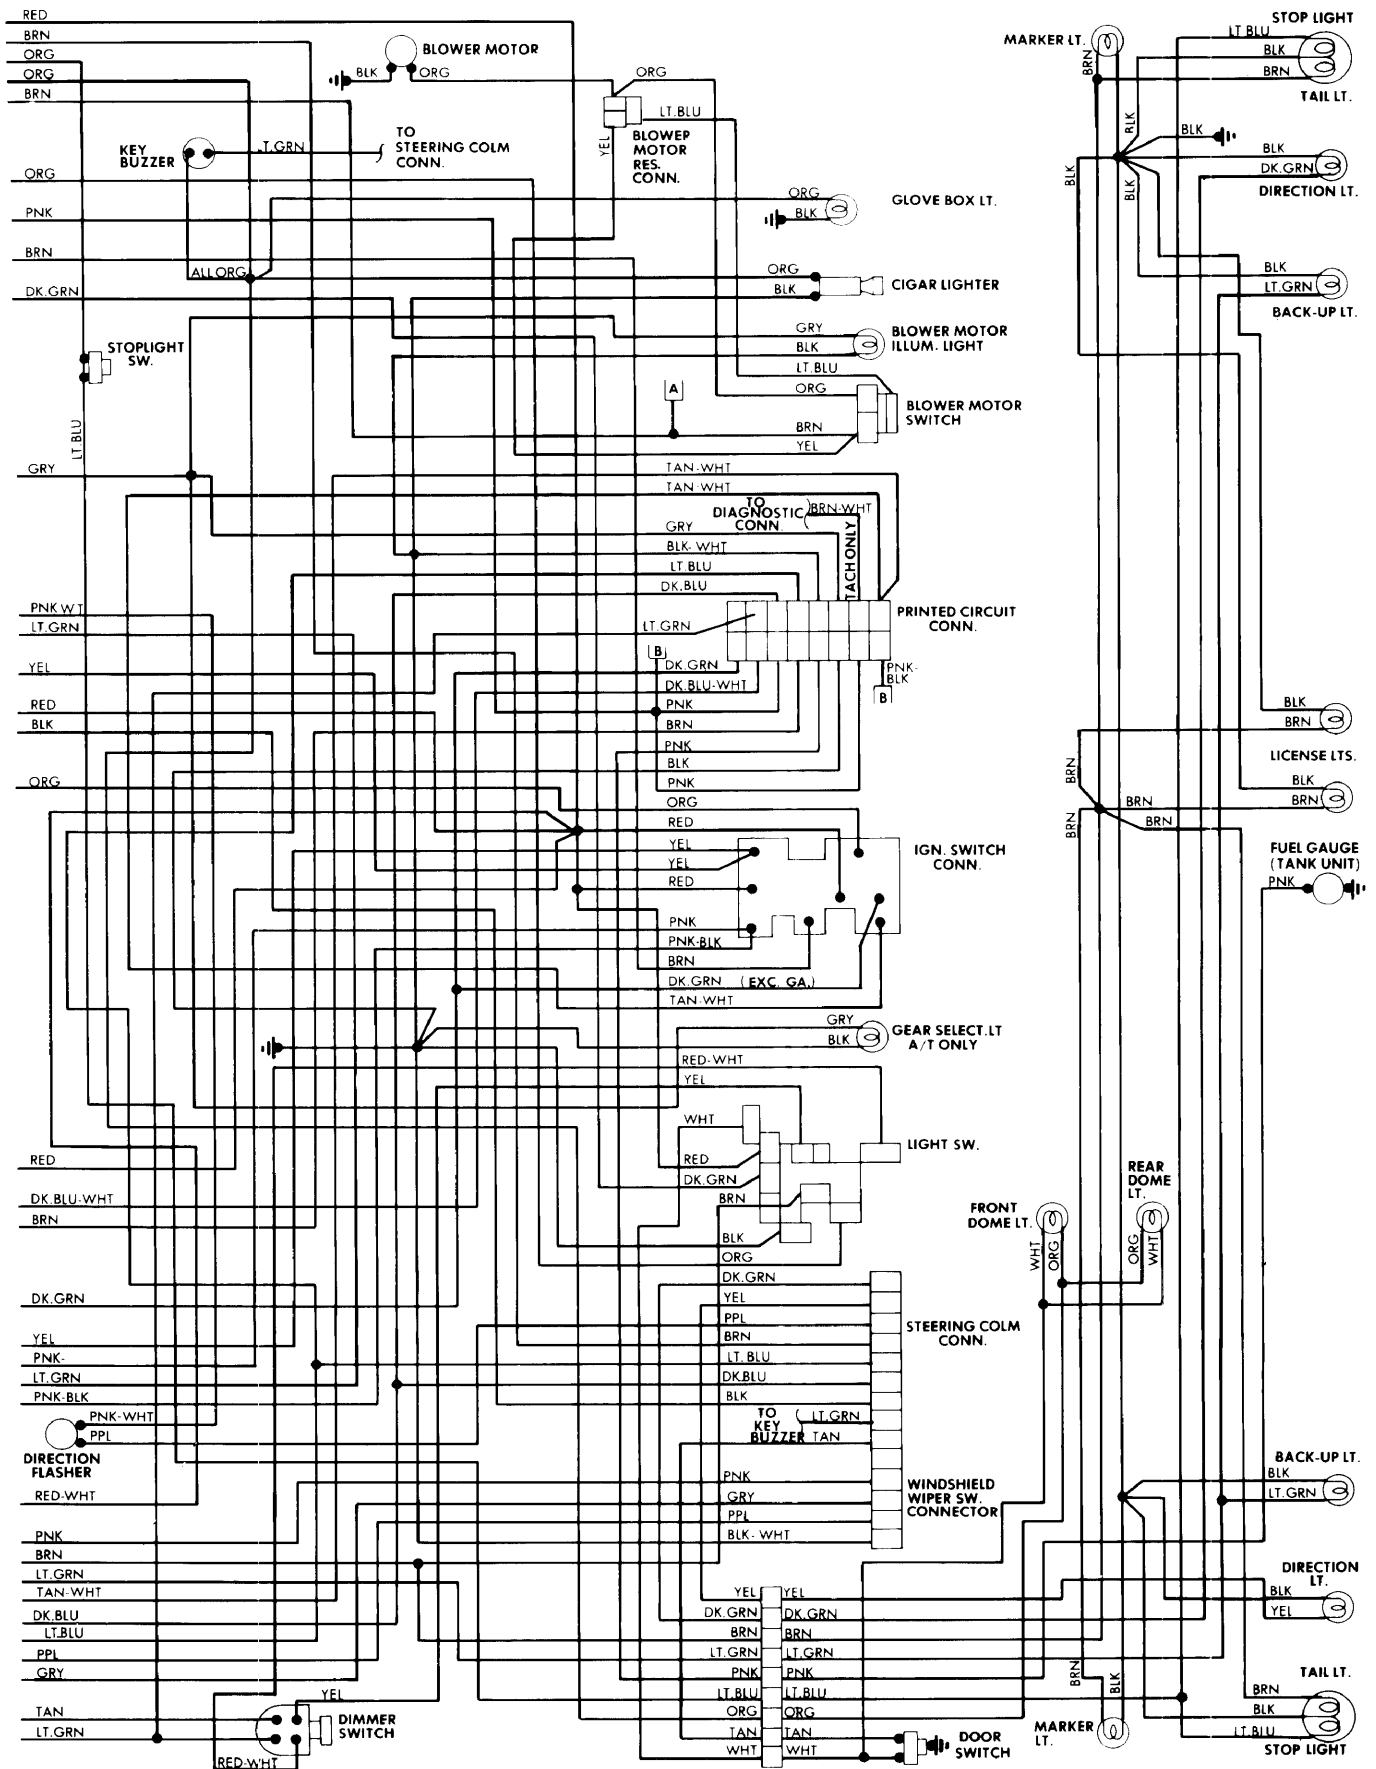 RED
BRN
ORG
ORG
BRN
BLK
ORG
BLOWER MOTOR
ORG
LT.BLU
YEL
BLOWER
MOTOR
RES.
CONN.
KEY
BUZZER
LT.GRN
TO
STEERING COLM
CONN.
ORG
PNK
BRN
ALL ORG
DK.GRN
ORG
BLK
GLOVE BOX LT.
ORG
BLK
CIGAR LIGHTER
GRY
BLK
BLOWER MOTOR
ILLUM. LIGHT
LT.BLU
ORG
BRN
YEL
BLOWER MOTOR
SWITCH
A
STOPLIGHT
SW.
LT.BLU
GRY
TAN-WHT
TAN-WHT
TO
DIAGNOSTIC
CONN.
BRN-WHT
TACH ONLY
GRY
BLK-WHT
LT BLU
DK.BLU
PNK WT
LT.GRN
YEL
RED
BLK
ORG
LT.GRN
PRINTED CIRCUIT
CONN.
B
DK.GRN
DK.BLU-WHT
PNK
BRN
PNK
BLK
PNK
PNK-
BLK
B
ORG
RED
YEL
YEL
RED
PNK
PNK-BLK
BRN
DK.GRN (EXC. GA.)
TAN-WHT
IGN. SWITCH
CONN.
GRY
BLK
GEAR SELECT.LT
A/T ONLY
RED-WHT
YEL
WHT
RED
DK.GRN
BRN
BLK
ORG
LIGHT SW.
RED
DK.BLU-WHT
BRN
DK.GRN
YEL
PNK-
LT.GRN
PNK-BLK
PNK-WHT
PPL
DIRECTION
FLASHER
RED-WHT
DK.GRN
YEL
PPL
BRN
LT.BLU
DK.BLU
BLK
TO
KEY
BUZZER
LT.GRN
TAN
STEERING COLM
CONN.
PNK
GRY
PPL
BLK-WHT
WINDSHIELD
WIPER SW.
CONNECTOR
PNK
BRN
LT.GRN
TAN-WHT
DK.BLU
LT.BLU
PPL
GRY
TAN
LT.GRN
YEL
DIMMER
SWITCH
RED-WHT
YEL YEL
DK.GRN DK.GRN
BRN BRN
LT.GRN LT.GRN
PNK PNK
LT.BLU LT.BLU
ORG ORG
TAN TAN
WHT WHT
DOOR
SWITCH
MARKER LT.
BRN
STOP LIGHT
LT BLU
BLK
BRN
TAIL LT.
BLK
BLK
BLK
BLK
BLK
DK.GRN
DIRECTION LT.
BLK
LT.GRN
BACK-UP LT.
BLK
BRN
LICENSE LTS.
BLK
BRN
BRN
BRN
BRN
BRN
FUEL GAUGE
(TANK UNIT)
PNK
FRONT
DOME LT.
WHT
ORG
REAR
DOME
LT.
ORG
WHT
BACK-UP LT.
BLK
LT.GRN
DIRECTION
LT.
BLK
YEL
BRN
BLK
MARKER
LT.
TAIL LT.
BRN
BLK
LT.BLU
STOP LIGHT